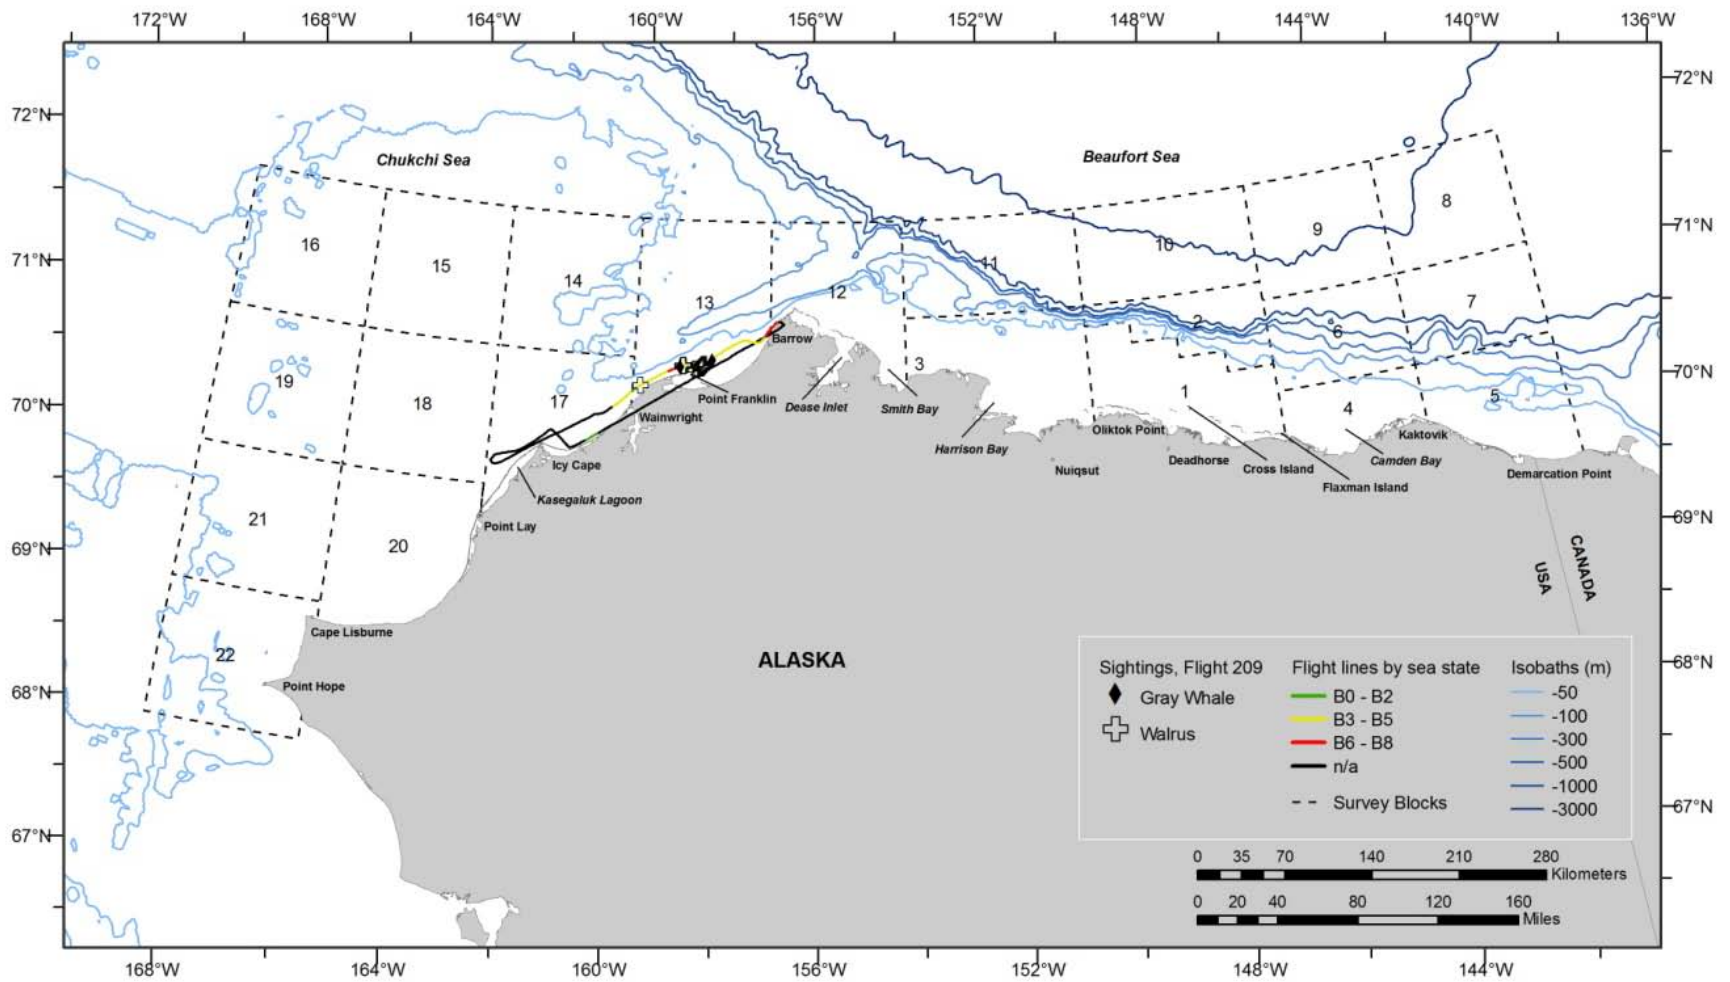 172°W 168°W 164°W 160°W 156°W 152°W 148°W 144°W 140°W 136°W
72°N 72°N
Chukchi Sea Beaufort Sea
8
9
71°N 16 15 14 13 12 11 10 71°N
7
2 6
Barrow
3
70°N 19 18 17 1 4 5 70°N
Point Franklin Dease Inlet Smith Bay
Wainwright
Oliktok Point Kaktovik
Harrison Bay
Icy Cape Nuiqsut Deadhorse Cross Island Camden Bay
Flaxman Island Demarcation Point
Kasegaluk Lagoon
21 Point Lay
69°N 20 69°N
USA CANADA
Cape Lisburne
22 ALASKA
68°N Point Hope 68°N
Sightings, Flight 209
Gray Whale
Walrus
Flight lines by sea state
B0 - B2
B3 - B5
B6 - B8
n/a
Survey Blocks
Isobaths (m)
-50
-100
-300
-500
-1000
-3000
67°N 67°N
0 35 70 140 210 280
Kilometers
0 20 40 80 120 160
Miles
168°W 164°W 160°W 156°W 152°W 148°W 144°W